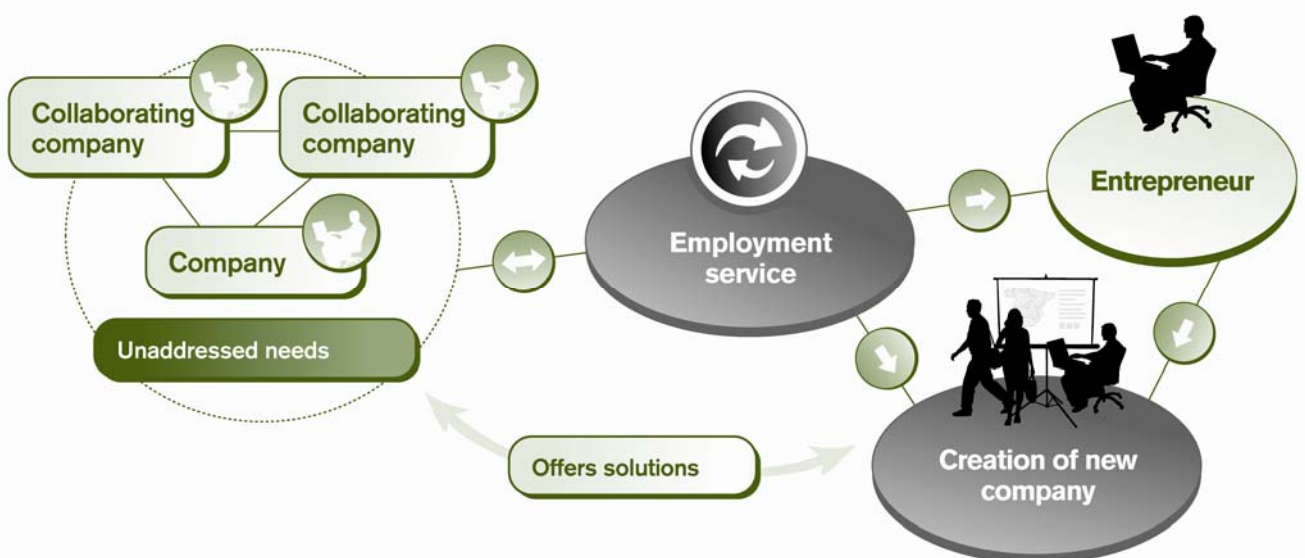 Collaborating
company
Collaborating
company
Company
Unaddressed needs
Employment
service
Entrepreneur
Offers solutions
Creation of new
company